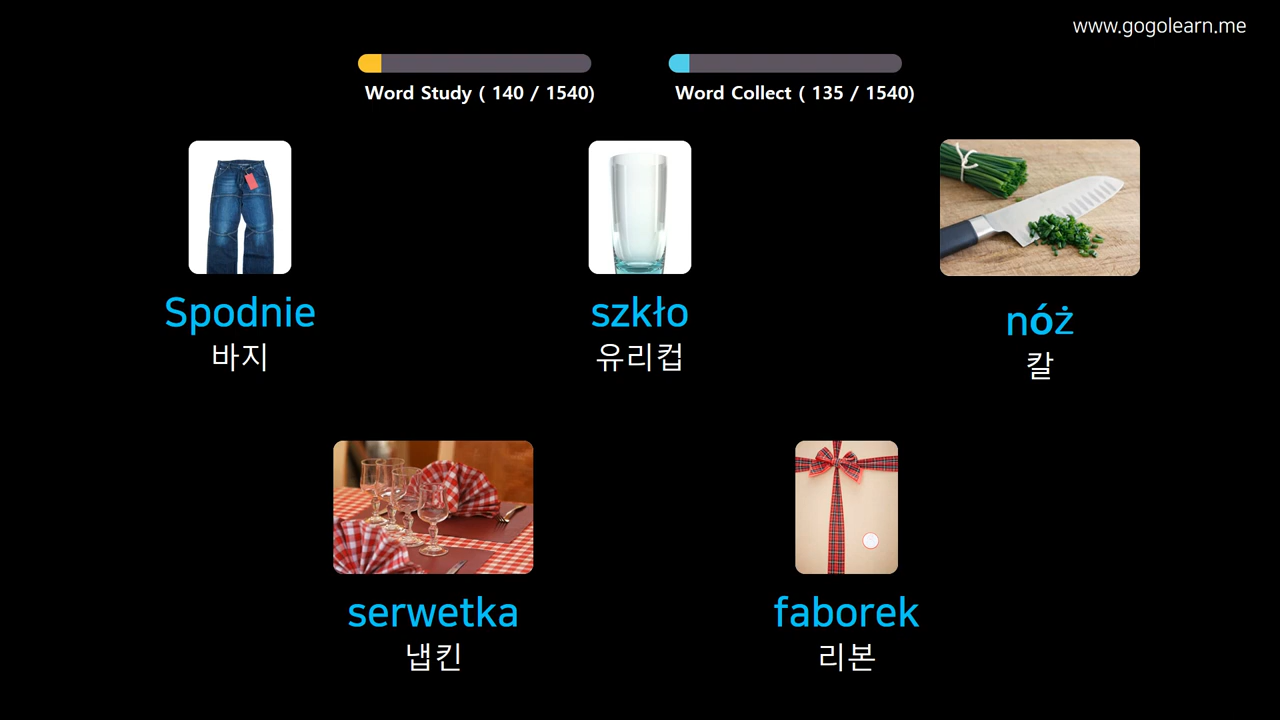 www.gogolearn.me
Word Study ( 140 / 1540)
Word Collect ( 135 / 1540)
Spodnie
바지
szkło
유리컵
nóż
칼
serwetka
냅킨
faborek
리본